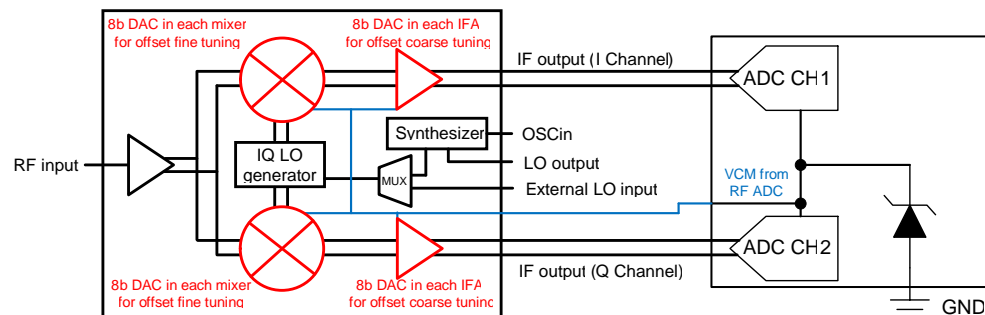 8b DAC in each mixer
for offset fine tuning
8b DAC in each IFA
for offset coarse tuning
IF output (I Channel)
ADC CH1
Synthesizer
OSCin
RF input
IQ LO
generator
MUX
LO output
External LO input
VCM from
RF ADC
ADC CH2
8b DAC in each mixer
for offset fine tuning
8b DAC in each IFA
for offset coarse tuning
IF output (Q Channel)
GND